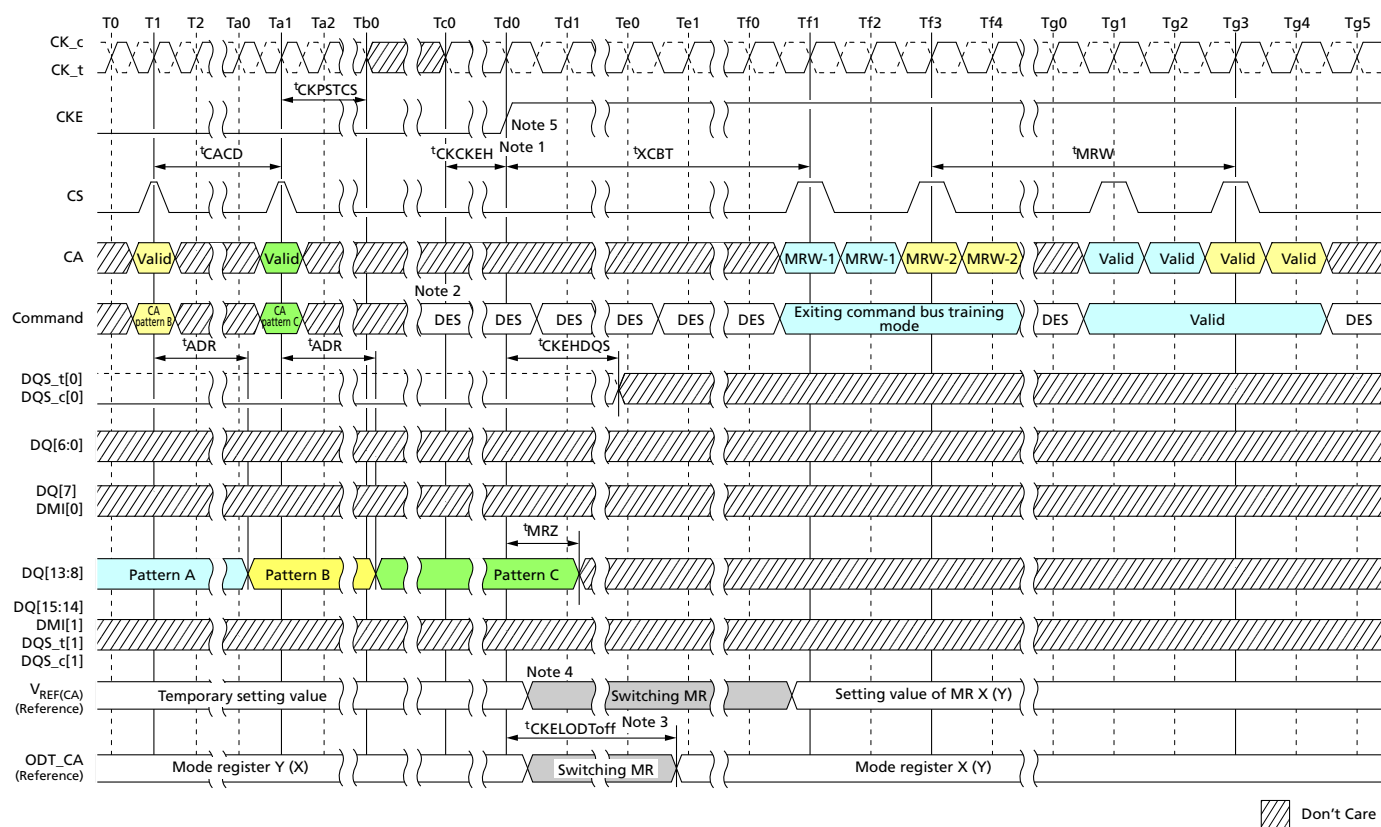 T0 T1 T2 Ta0 Ta1 Ta2 Tb0 Tc0 Td0 Td1 Te0 Te1 Tf0 Tf1 Tf2 Tf3 Tf4 Tg0 Tg1 Tg2 Tg3 Tg4 Tg5
CK_c
CK_t
tCKPSTCS
CKE
Note 5
Note 1
tCACD tCKCKEH tXCBT tMRW
CS
CA Valid Valid MRW-1 MRW-1 MRW-2 MRW-2 Valid Valid Valid Valid
Note 2
Command CA pattern B CA pattern C DES DES DES DES DES DES Exiting command bus training mode DES Valid DES
tADR tADR tCKEHDQS
DQS_t[0]
DQS_c[0]
DQ[6:0]
DQ[7]
DMI[0]
tMRZ
DQ[13:8] Pattern A Pattern B Pattern C
DQ[15:14]
DMI[1]
DQS_t[1]
DQS_c[1]
Note 4
VREF(CA) Temporary setting value Switching MR Setting value of MR X (Y)
(Reference)
tCKELODToff Note 3
ODT_CA Mode register Y (X) Switching MR Mode register X (Y)
(Reference)
Don't Care